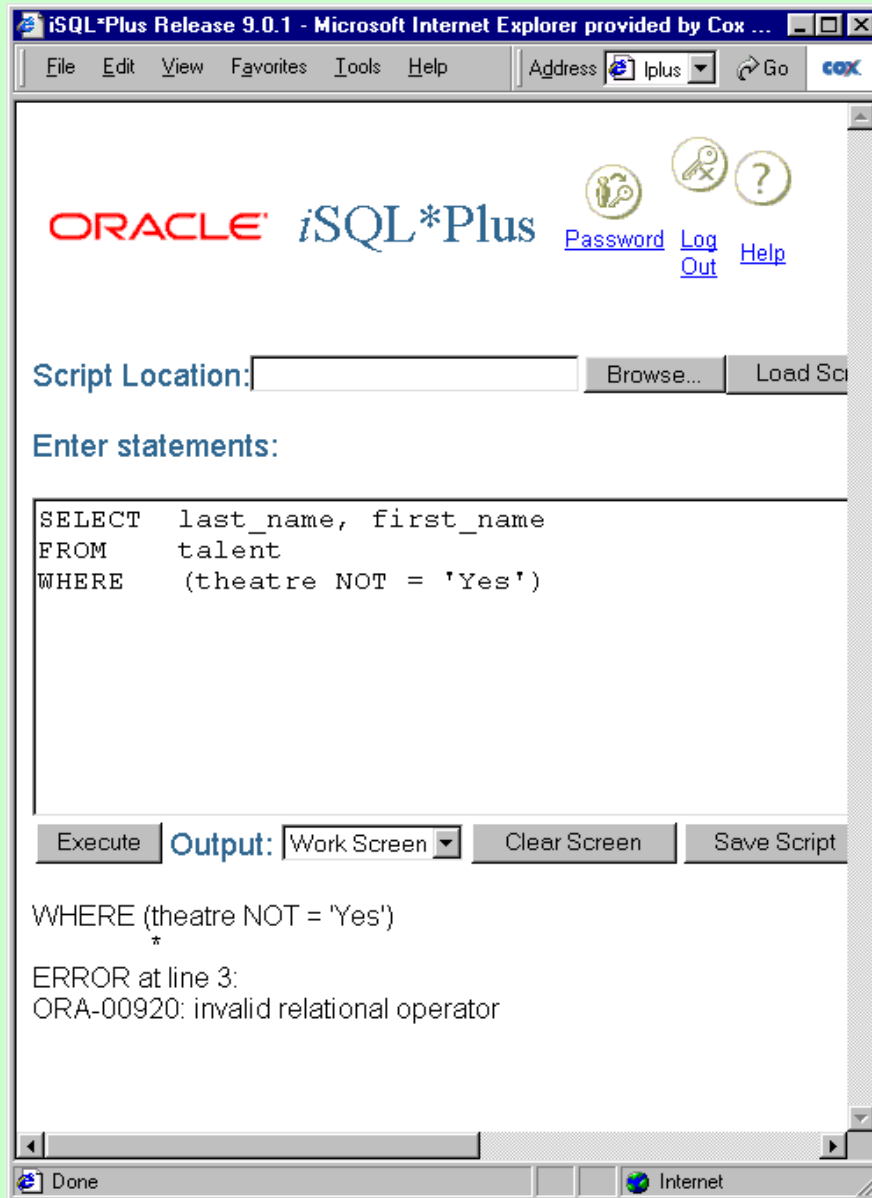 iSQL*Plus Release 9.0.1 - Microsoft Internet Explorer provided by Cox ...
File Edit View Favorites Tools Help Address lplus Go COX
ORACLE iSQL*Plus
Password Log Out Help
Script Location: Browse... Load Scr
Enter statements:
SELECT last_name, first_name
FROM talent
WHERE (theatre NOT = 'Yes')
Execute Output: Work Screen Clear Screen Save Script
WHERE (theatre NOT = 'Yes')
*
ERROR at line 3:
ORA-00920: invalid relational operator
Done Internet